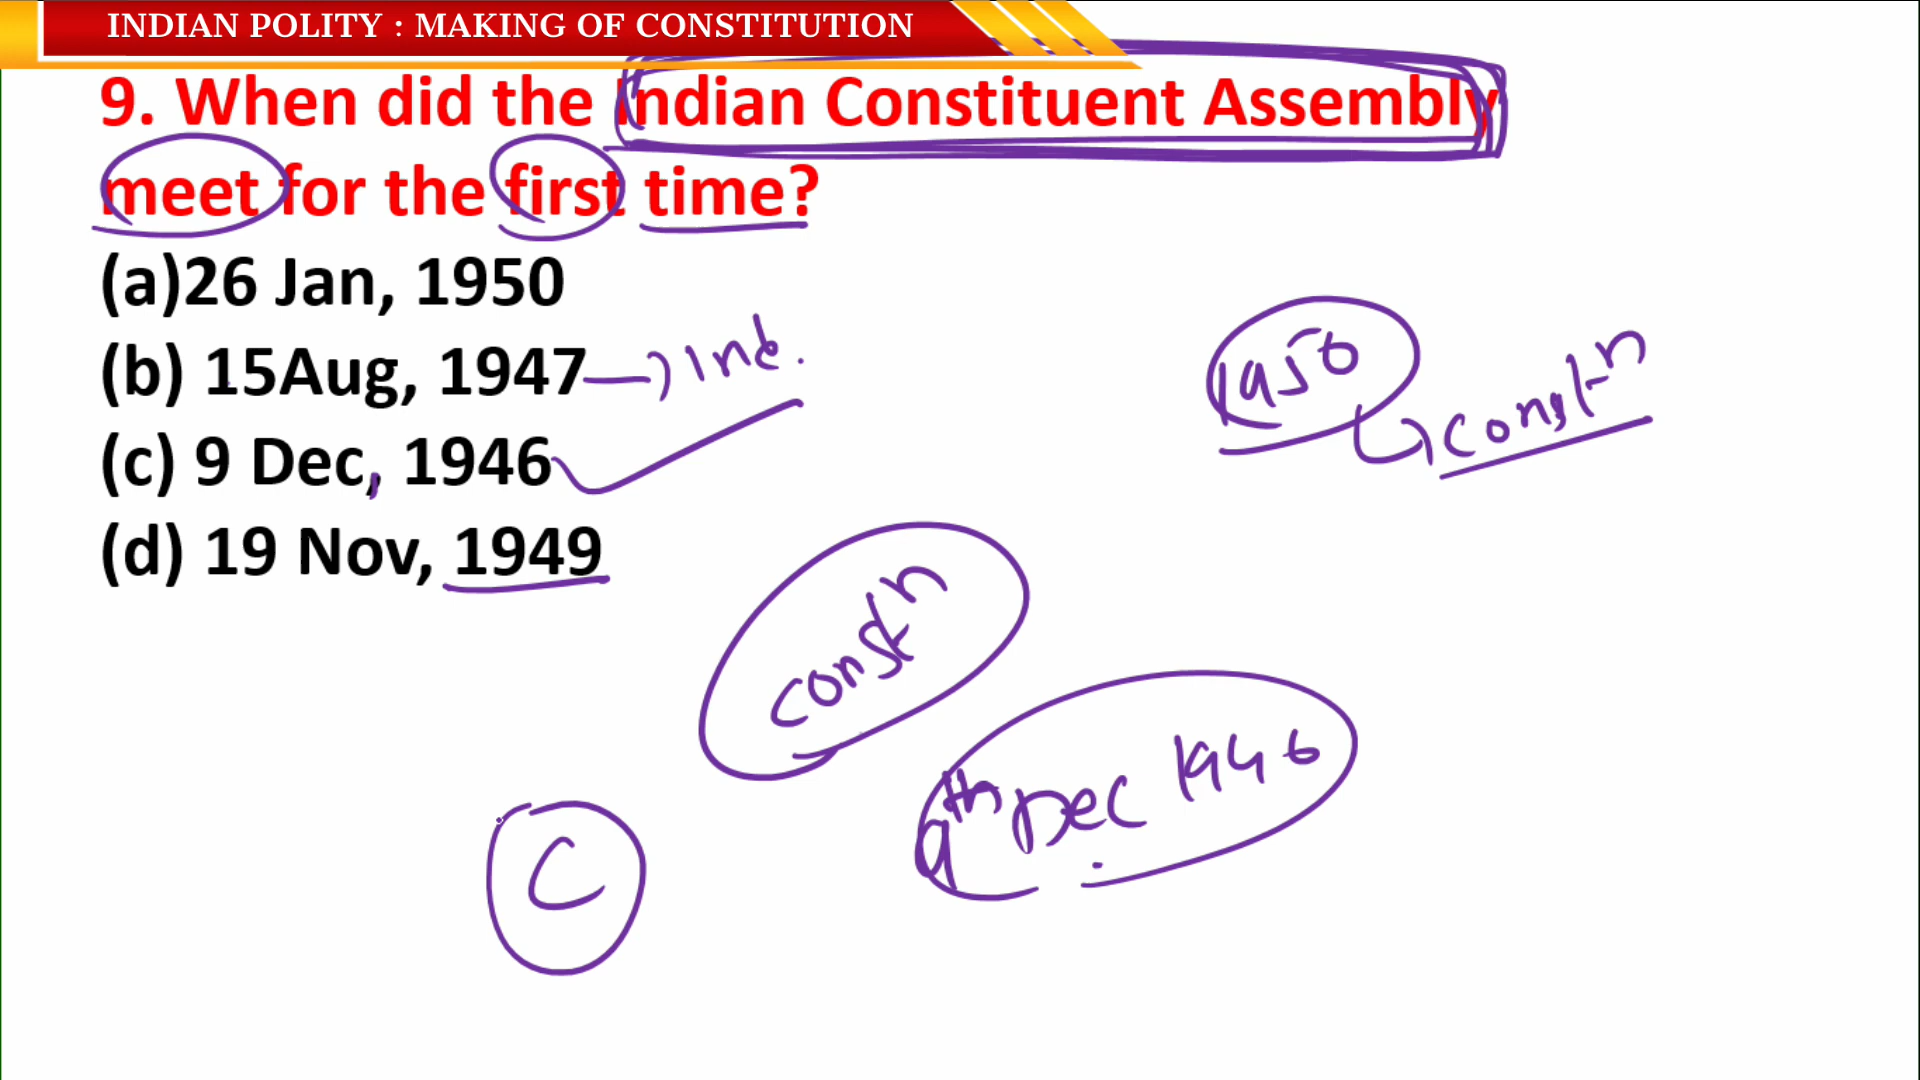 INDIAN POLITY : MAKING OF CONSTITUTION
9. When did the Indian Constituent Assembly
meet for the first time?
(a)26 Jan, 1950
(b) 15Aug, 1947 → Ind.
(c) 9 Dec, 1946
(d) 19 Nov, 1949
1950
Constn
Constn
9th Dec 1946
C